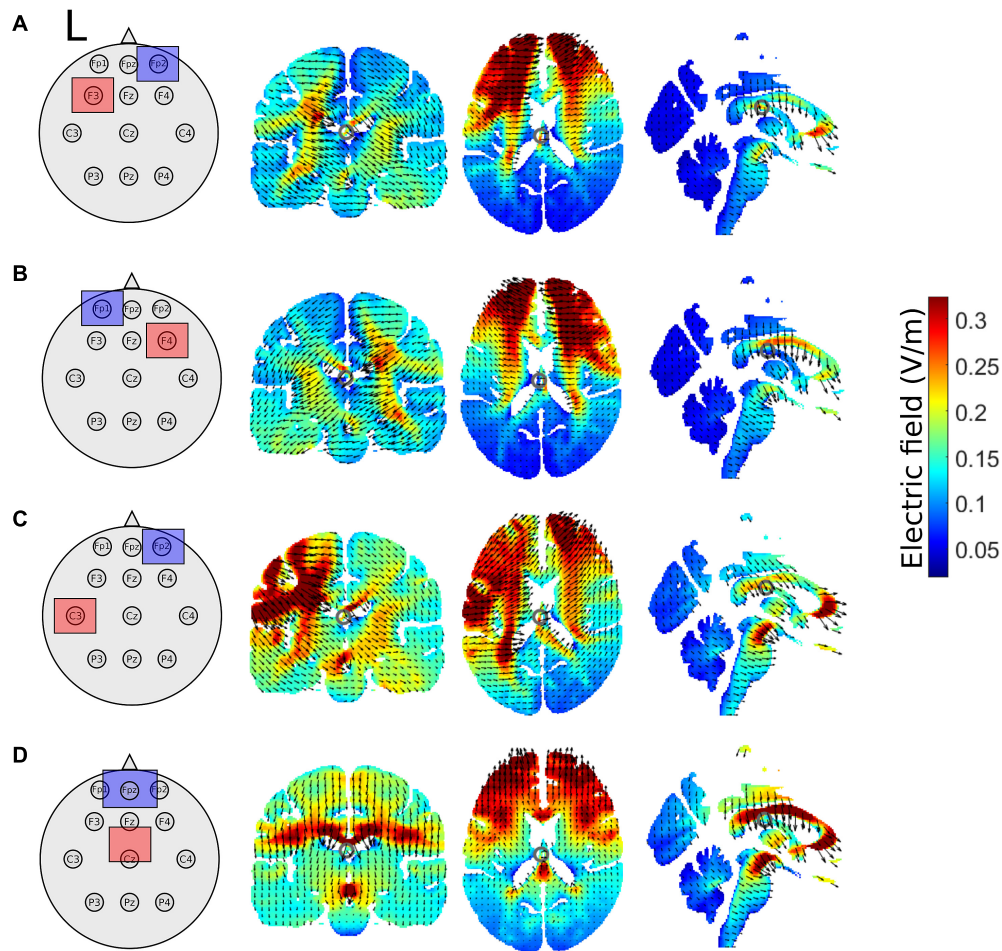 A
L
Fp1 Fpz Fp2
F3 Fz F4
C3 Cz C4
P3 Pz P4
B
Fp1 Fpz Fp2
F3 Fz F4
C3 Cz C4
P3 Pz P4
C
Fp1 Fpz Fp2
F3 Fz F4
C3 Cz C4
P3 Pz P4
D
Fp1 Fpz Fp2
F3 Fz F4
C3 Cz C4
P3 Pz P4
Electric field (V/m)
0.3
0.25
0.2
0.15
0.1
0.05